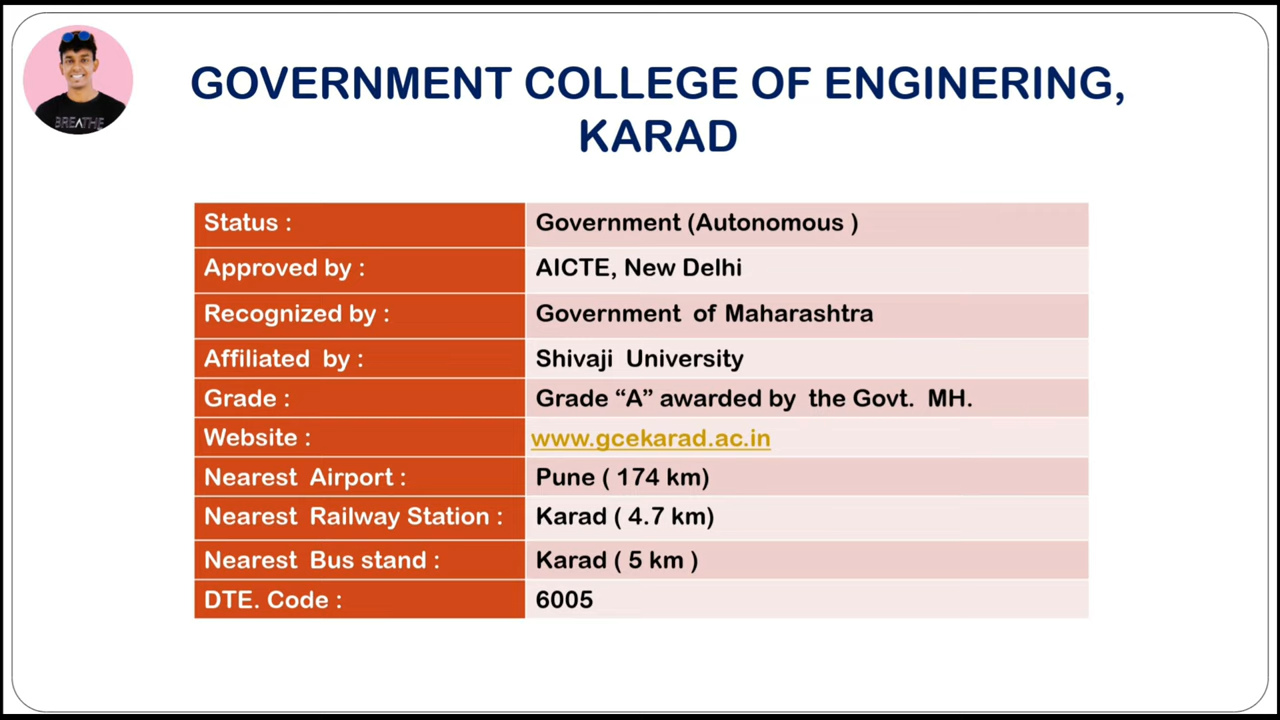 BREATHE
GOVERNMENT COLLEGE OF ENGINERING,
KARAD
Status : Government (Autonomous )
Approved by : AICTE, New Delhi
Recognized by : Government of Maharashtra
Affiliated by : Shivaji University
Grade : Grade “A” awarded by the Govt. MH.
Website : www.gcekarad.ac.in
Nearest Airport : Pune ( 174 km)
Nearest Railway Station : Karad ( 4.7 km)
Nearest Bus stand : Karad ( 5 km )
DTE. Code : 6005